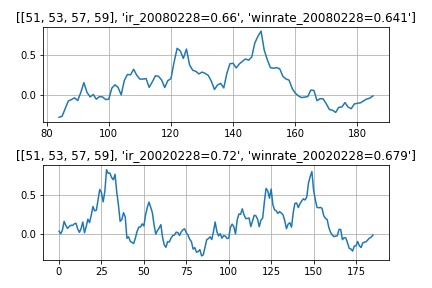 [[51, 53, 57, 59], 'ir_20080228=0.66', 'winrate_20080228=0.641']
0.5
0.0
80 100 120 140 160 180
[[51, 53, 57, 59], 'ir_20020228=0.72', 'winrate_20020228=0.679']
0.5
0.0
0 25 50 75 100 125 150 175